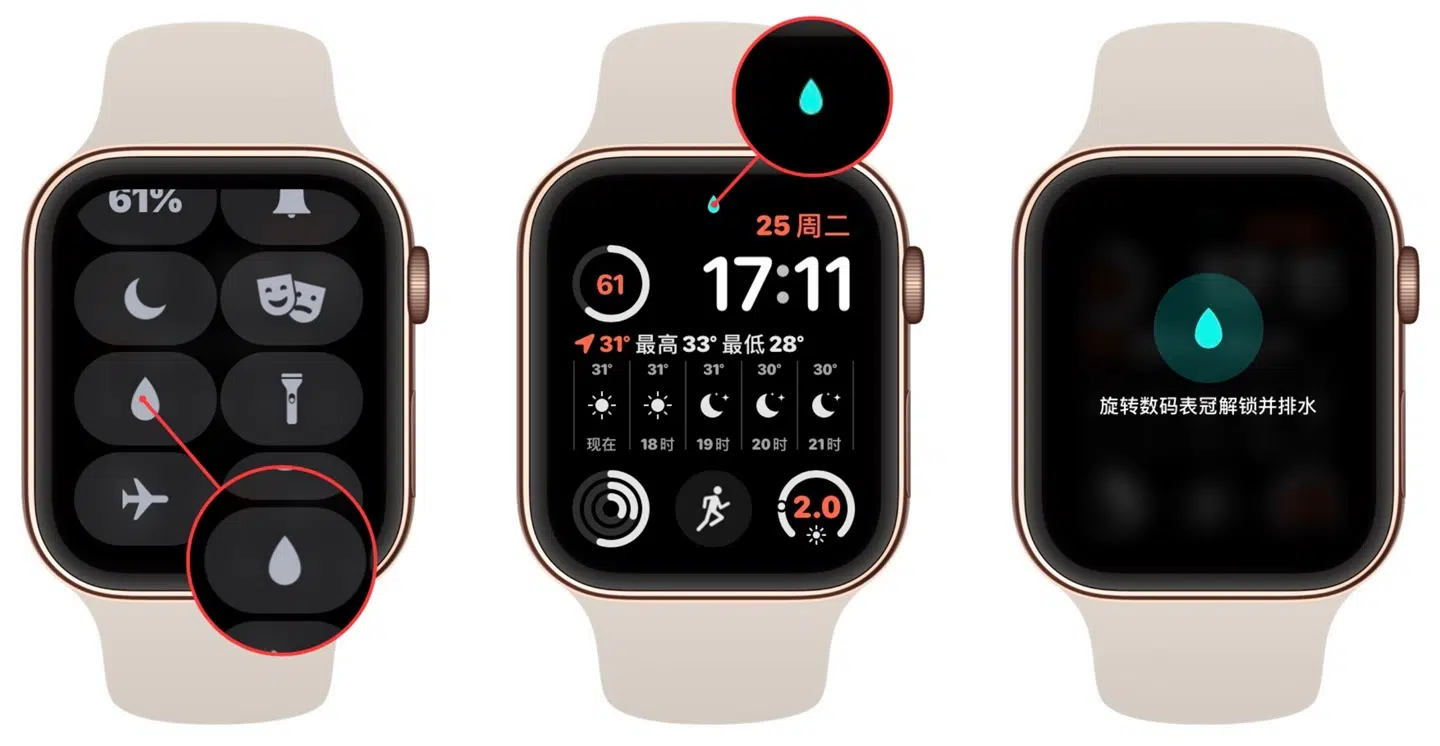 61%
25 周二
61
17:11
31° 最高 33° 最低 28°
31° 31° 31° 30° 30°
现在 18时 19时 20时 21时
2.0
旋转数码表冠解锁并排水